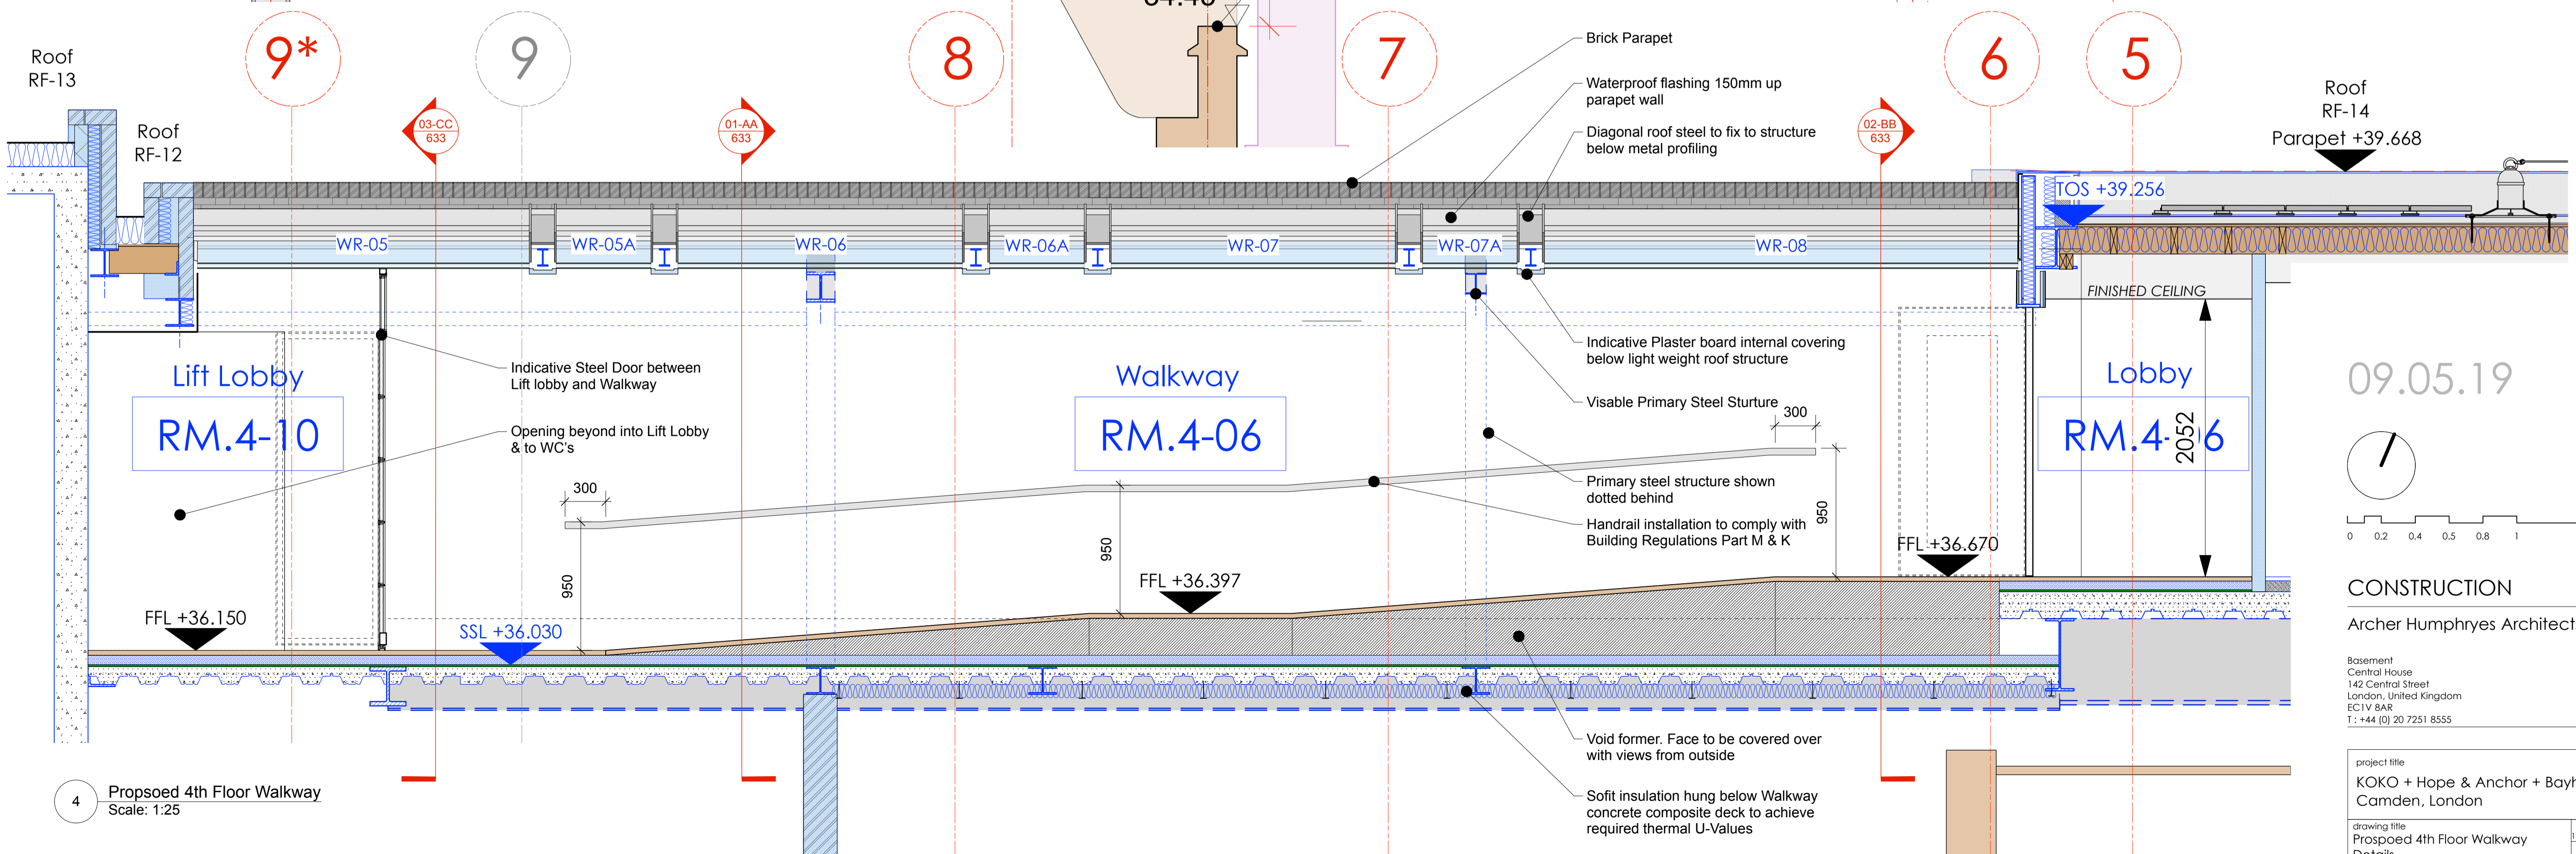 Roof
RF-13
9*
9
8
7
6
5
Roof
RF-12
03-CC
633
01-AA
633
02-BB
633
Brick Parapet
Waterproof flashing 150mm up
parapet wall
Diagonal roof steel to fix to structure
below metal profiling
Roof
RF-14
Parapet +39.668
TOS +39.256
WR-05
WR-05A
WR-06
WR-06A
WR-07
WR-07A
WR-08
FINISHED CEILING
Indicative Steel Door between
Lift lobby and Walkway
Opening beyond into Lift Lobby
& to WC's
Lift Lobby
RM.4-10
Walkway
RM.4-06
Indicative Plaster board internal covering
below light weight roof structure
Visable Primary Steel Sturture
Primary steel structure shown
dotted behind
Handrail installation to comply with
Building Regulations Part M & K
Lobby
RM.4- 6
2052
300
950
950
300
950
FFL +36.150
SSL +36.030
FFL +36.397
FFL +36.670
Void former. Face to be covered over
with views from outside
Sofit insulation hung below Walkway
concrete composite deck to achieve
required thermal U-Values
4
Propsoed 4th Floor Walkway
Scale: 1:25
09.05.19
0 0.2 0.4 0.5 0.8 1
CONSTRUCTION
Archer Humphryes Architect
Basement
Central House
142 Central Street
London, United Kingdom
EC1V 8AR
T : +44 (0) 20 7251 8555
project title
KOKO + Hope & Anchor + Bayh
Camden, London
drawing title
Prospoed 4th Floor Walkway
Details